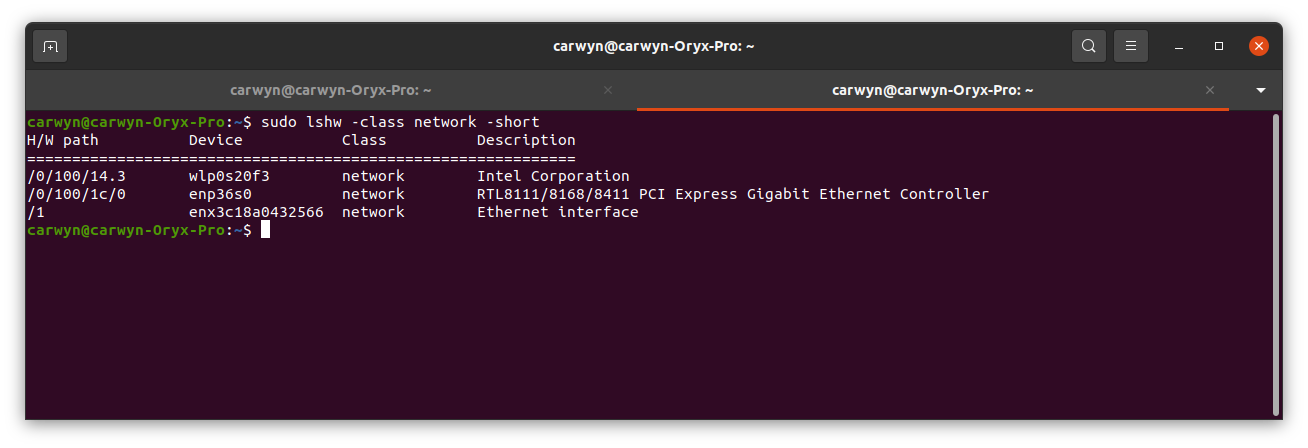 carwyn@carwyn-Oryx-Pro: ~
carwyn@carwyn-Oryx-Pro: ~ carwyn@carwyn-Oryx-Pro: ~
carwyn@carwyn-Oryx-Pro:~$ sudo lshw -class network -short
H/W path          Device           Class          Description
=============================================================
/0/100/14.3       wlp0s20f3        network        Intel Corporation
/0/100/1c/0       enp36s0          network        RTL8111/8168/8411 PCI Express Gigabit Ethernet Controller
/1                enx3c18a0432566  network        Ethernet interface
carwyn@carwyn-Oryx-Pro:~$